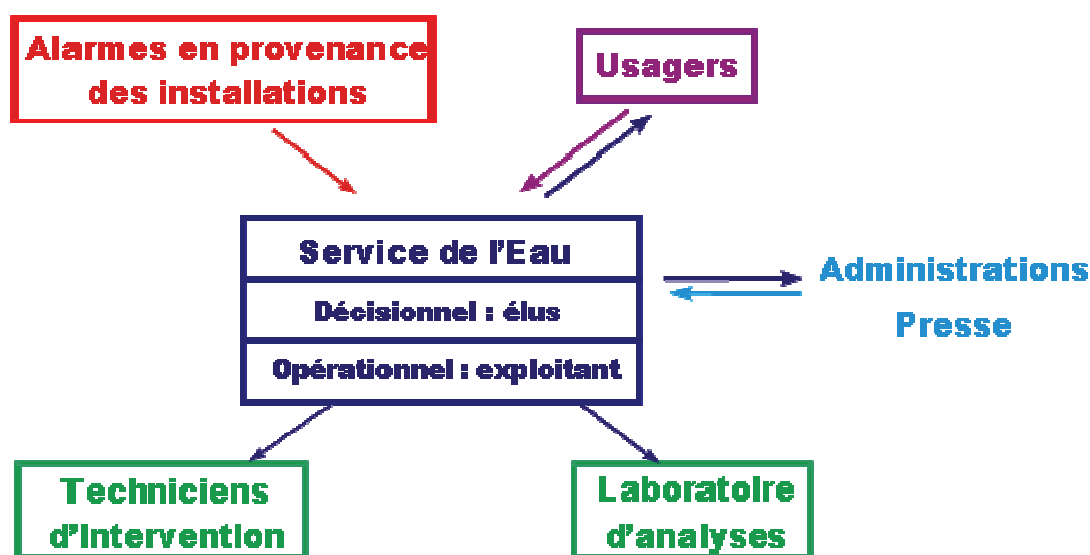 Alarmes en provenance
des installations
Usagers
Service de l'Eau
Décisionnel : élus
Opérationnel : exploitant
Administrations
Presse
Techniciens
d'intervention
Laboratoire
d'analyses